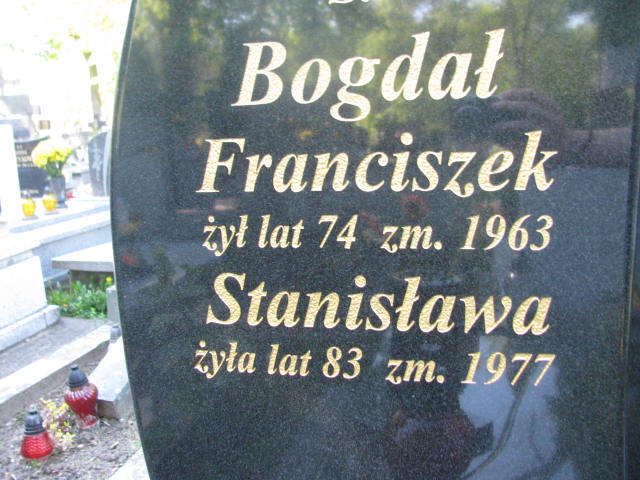 Bogdał
Franciszek
żył lat 74 zm. 1963
Stanisława
żyła lat 83 zm. 1977